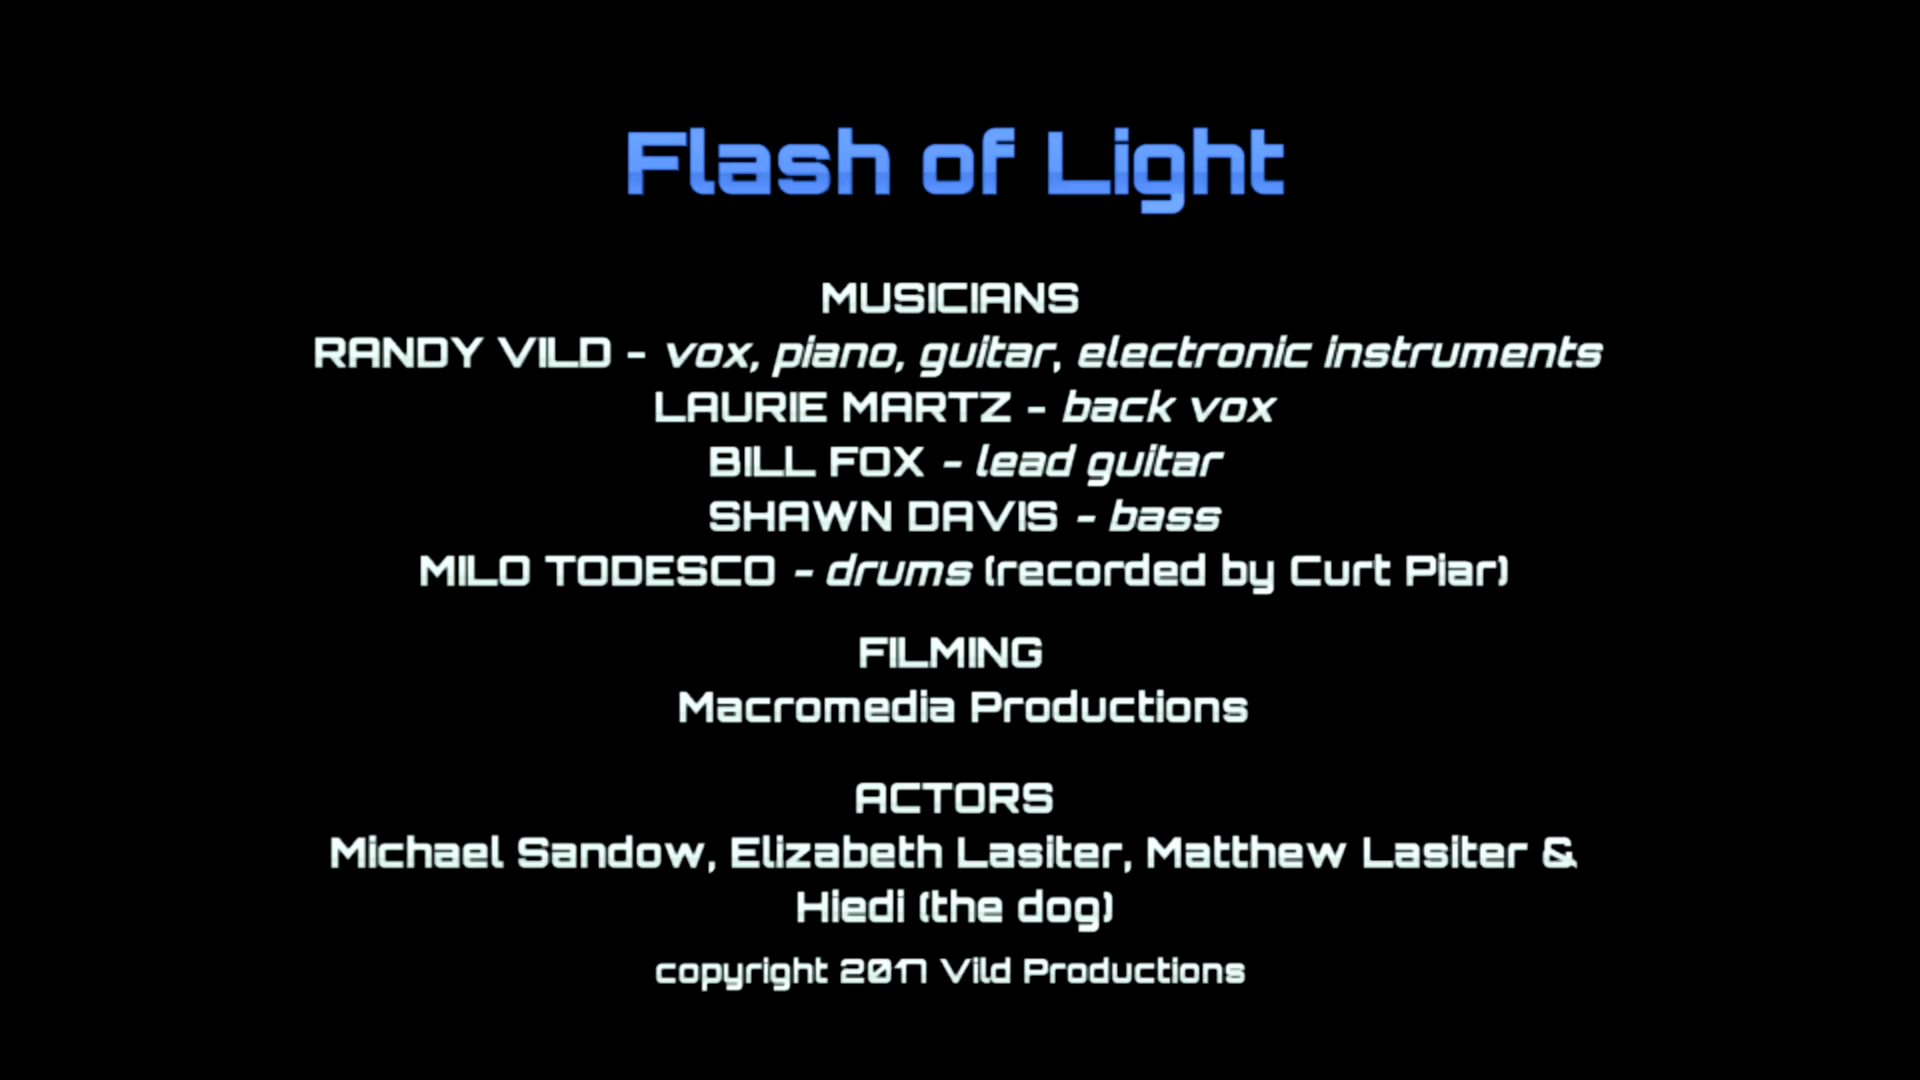 Flash of Light
MUSICIANS
RANDY VILD - vox, piano, guitar, electronic instruments
LAURIE MARTZ - back vox
BILL FOX - lead guitar
SHAWN DAVIS - bass
MILO TODESCO - drums (recorded by Curt Piar)
FILMING
Macromedia Productions
ACTORS
Michael Sandow, Elizabeth Lasiter, Matthew Lasiter &
Hiedi (the dog)
copyright 2017 Vild Productions